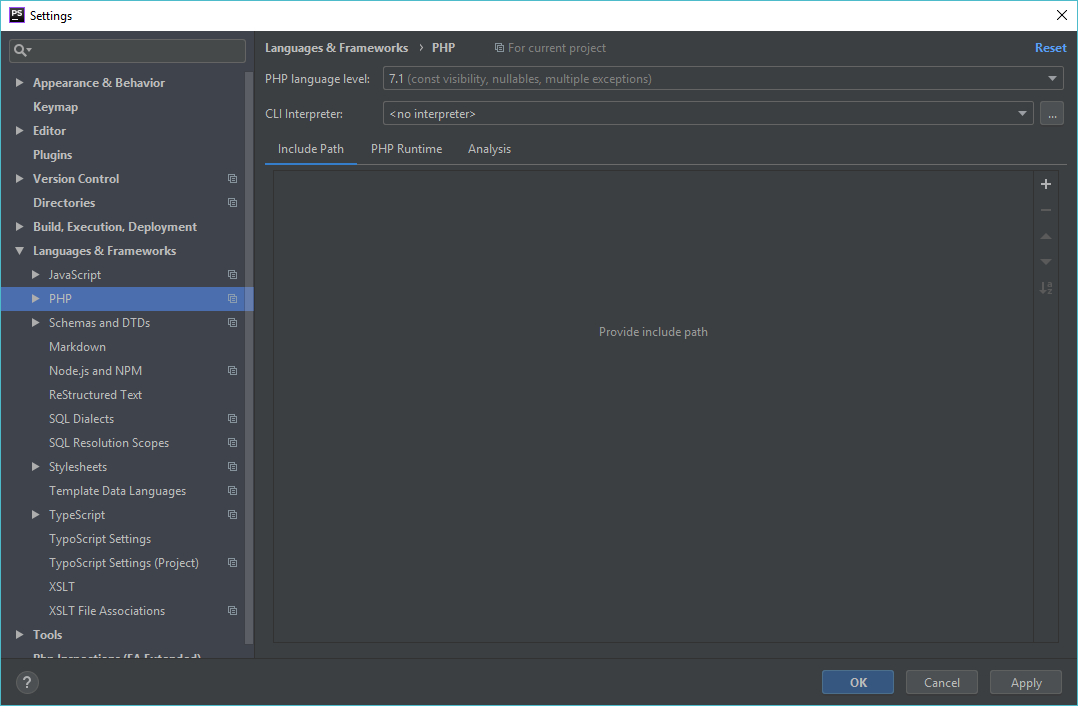 PS Settings
Languages & Frameworks › PHP For current project Reset
PHP language level: 7.1 (const visibility, nullables, multiple exceptions)
CLI Interpreter: <no interpreter> ...
Include Path PHP Runtime Analysis
Provide include path
Appearance & Behavior
Keymap
Editor
Plugins
Version Control
Directories
Build, Execution, Deployment
Languages & Frameworks
JavaScript
PHP
Schemas and DTDs
Markdown
Node.js and NPM
ReStructured Text
SQL Dialects
SQL Resolution Scopes
Stylesheets
Template Data Languages
TypeScript
TypoScript Settings
TypoScript Settings (Project)
XSLT
XSLT File Associations
Tools
Php Inspections (EA Extended)
? OK Cancel Apply